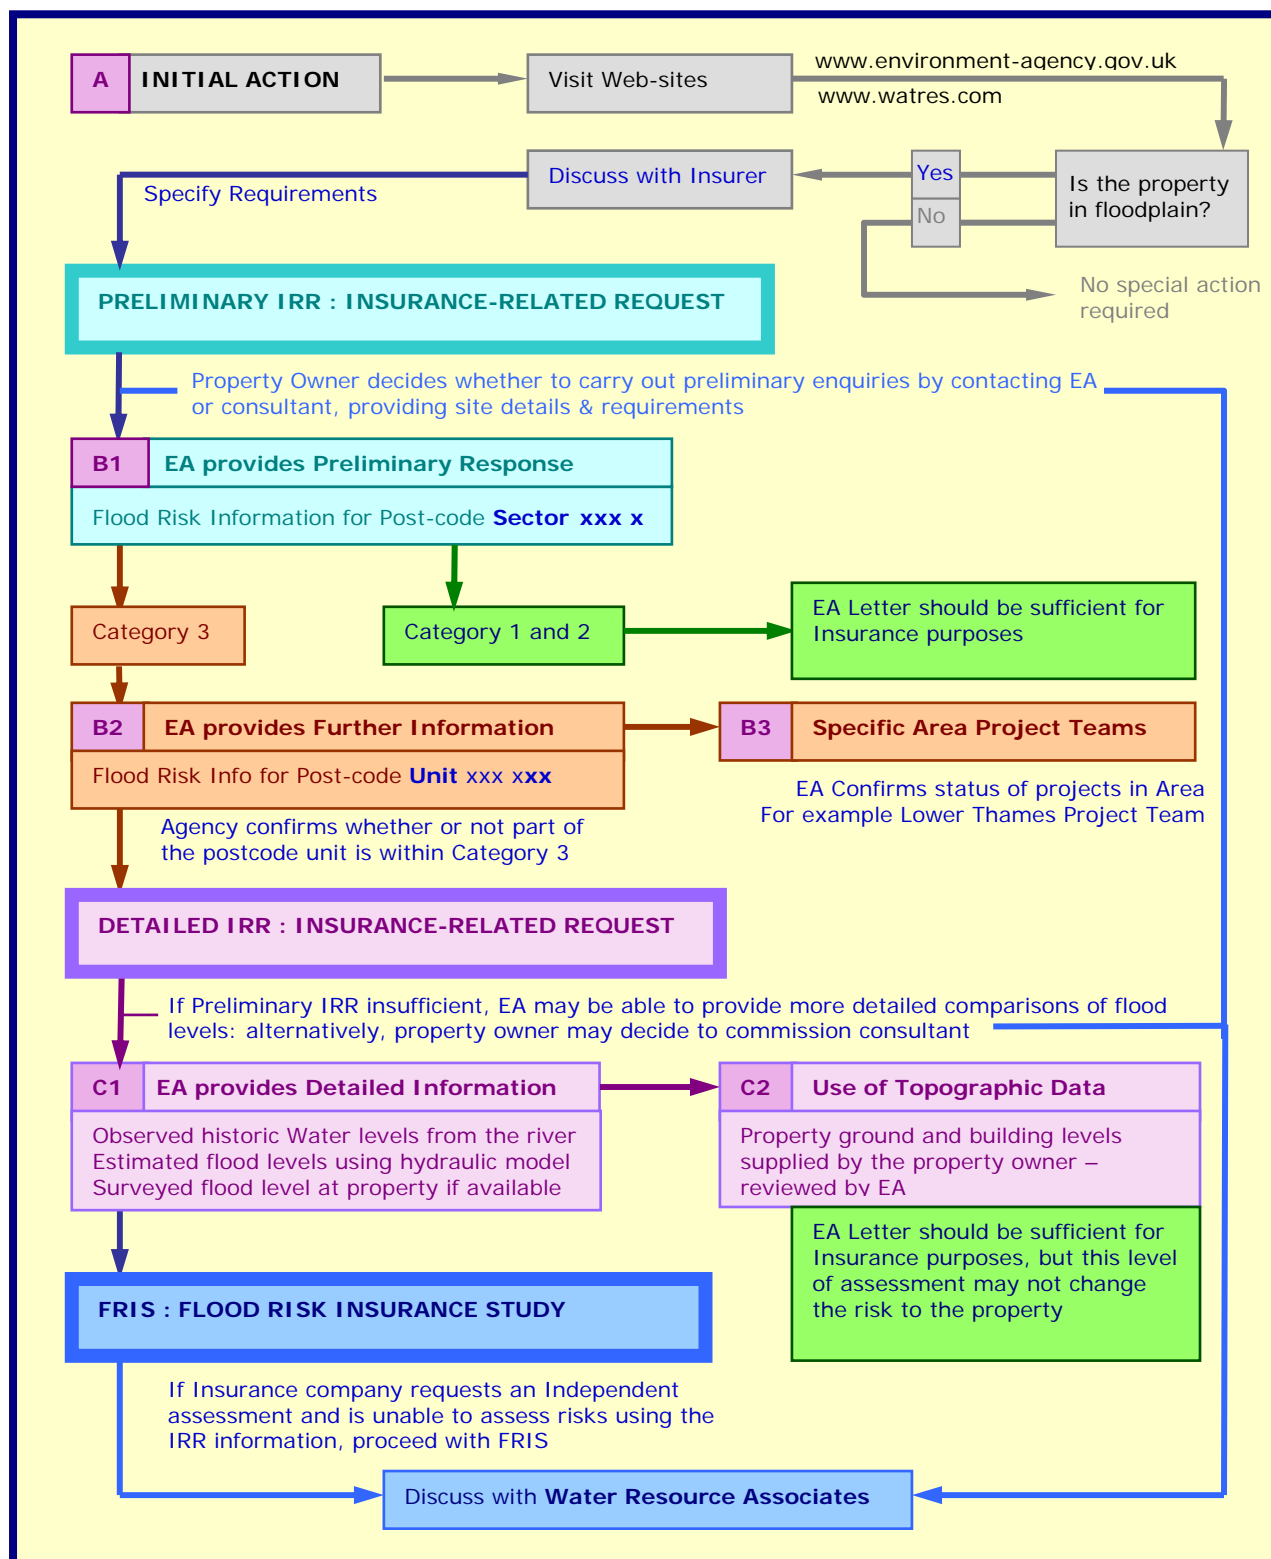 A INITIAL ACTION
Visit Web-sites
www.environment-agency.gov.uk
www.watres.com
Is the property
in floodplain?
Yes
No
Discuss with Insurer
Specify Requirements
No special action
required
PRELIMINARY IRR : INSURANCE-RELATED REQUEST
Property Owner decides whether to carry out preliminary enquiries by contacting EA
or consultant, providing site details & requirements
B1 EA provides Preliminary Response
Flood Risk Information for Post-code Sector xxx x
Category 3
Category 1 and 2
EA Letter should be sufficient for
Insurance purposes
B2 EA provides Further Information
Flood Risk Info for Post-code Unit xxx xxx
B3 Specific Area Project Teams
EA Confirms status of projects in Area
For example Lower Thames Project Team
Agency confirms whether or not part of
the postcode unit is within Category 3
DETAILED IRR : INSURANCE-RELATED REQUEST
If Preliminary IRR insufficient, EA may be able to provide more detailed comparisons of flood
levels: alternatively, property owner may decide to commission consultant
C1 EA provides Detailed Information
Observed historic Water levels from the river
Estimated flood levels using hydraulic model
Surveyed flood level at property if available
C2 Use of Topographic Data
Property ground and building levels
supplied by the property owner –
reviewed by EA
EA Letter should be sufficient for
Insurance purposes, but this level
of assessment may not change
the risk to the property
FRIS : FLOOD RISK INSURANCE STUDY
If Insurance company requests an Independent
assessment and is unable to assess risks using the
IRR information, proceed with FRIS
Discuss with Water Resource Associates